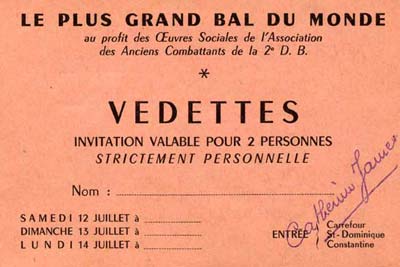 LE PLUS GRAND BAL DU MONDE
au profit des Œuvres Sociales de l'Association
des Anciens Combattants de la 2e D. B.
*
VEDETTES
INVITATION VALABLE POUR 2 PERSONNES
STRICTEMENT PERSONNELLE
Nom :
SAMEDI 12 JUILLET à
DIMANCHE 13 JUILLET à
LUNDI 14 JUILLET à
ENTRÉE
Carrefour
St-Dominique
Constantine
Catherine